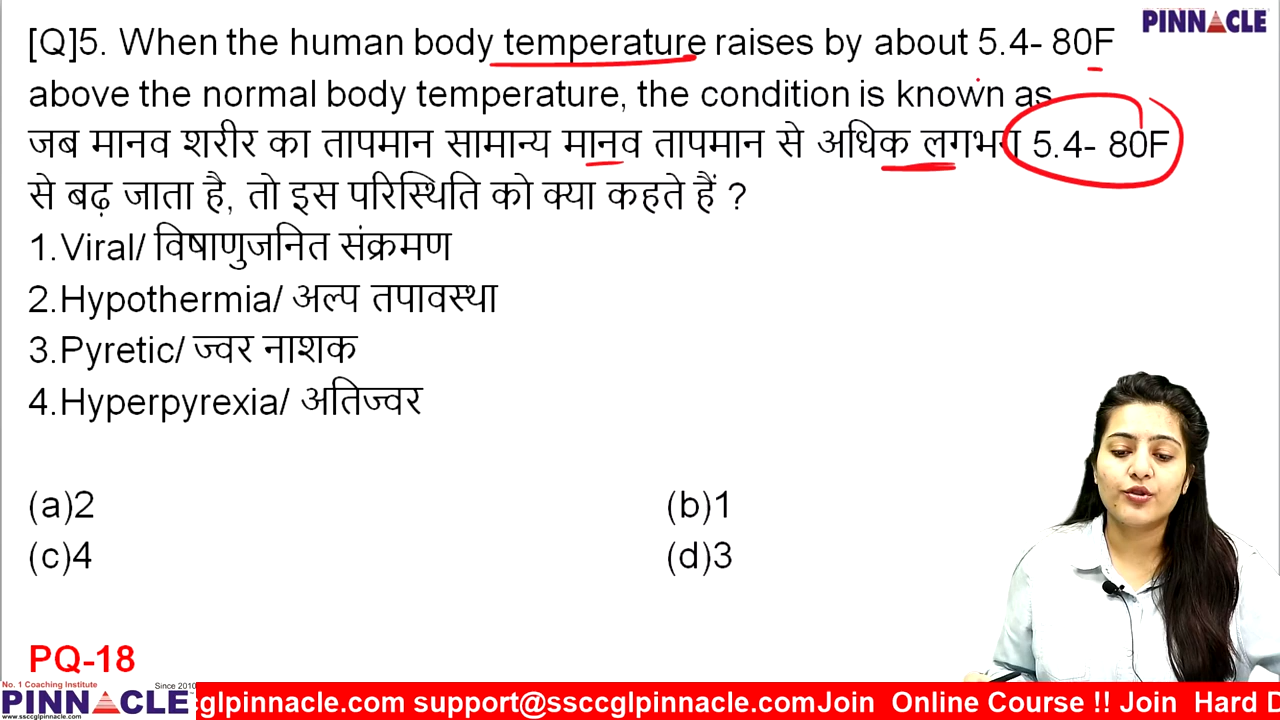 PINNACLE
[Q]5. When the human body temperature raises by about 5.4- 80F
above the normal body temperature, the condition is known as
जब मानव शरीर का तापमान सामान्य मानव तापमान से अधिक लगभग 5.4- 80F
से बढ़ जाता है, तो इस परिस्थिति को क्या कहते हैं ?
1.Viral/ विषाणुजनित संक्रमण
2.Hypothermia/ अल्प तपावस्था
3.Pyretic/ ज्वर नाशक
4.Hyperpyrexia/ अतिज्वर
(a)2 (b)1
(c)4 (d)3
PQ-18
No. 1 Coaching Institute Since 2010
PINNACLE
www.ssccglpinnacle.com
cglpinnacle.com support@ssccglpinnacle.comJoin Online Course !! Join Hard D